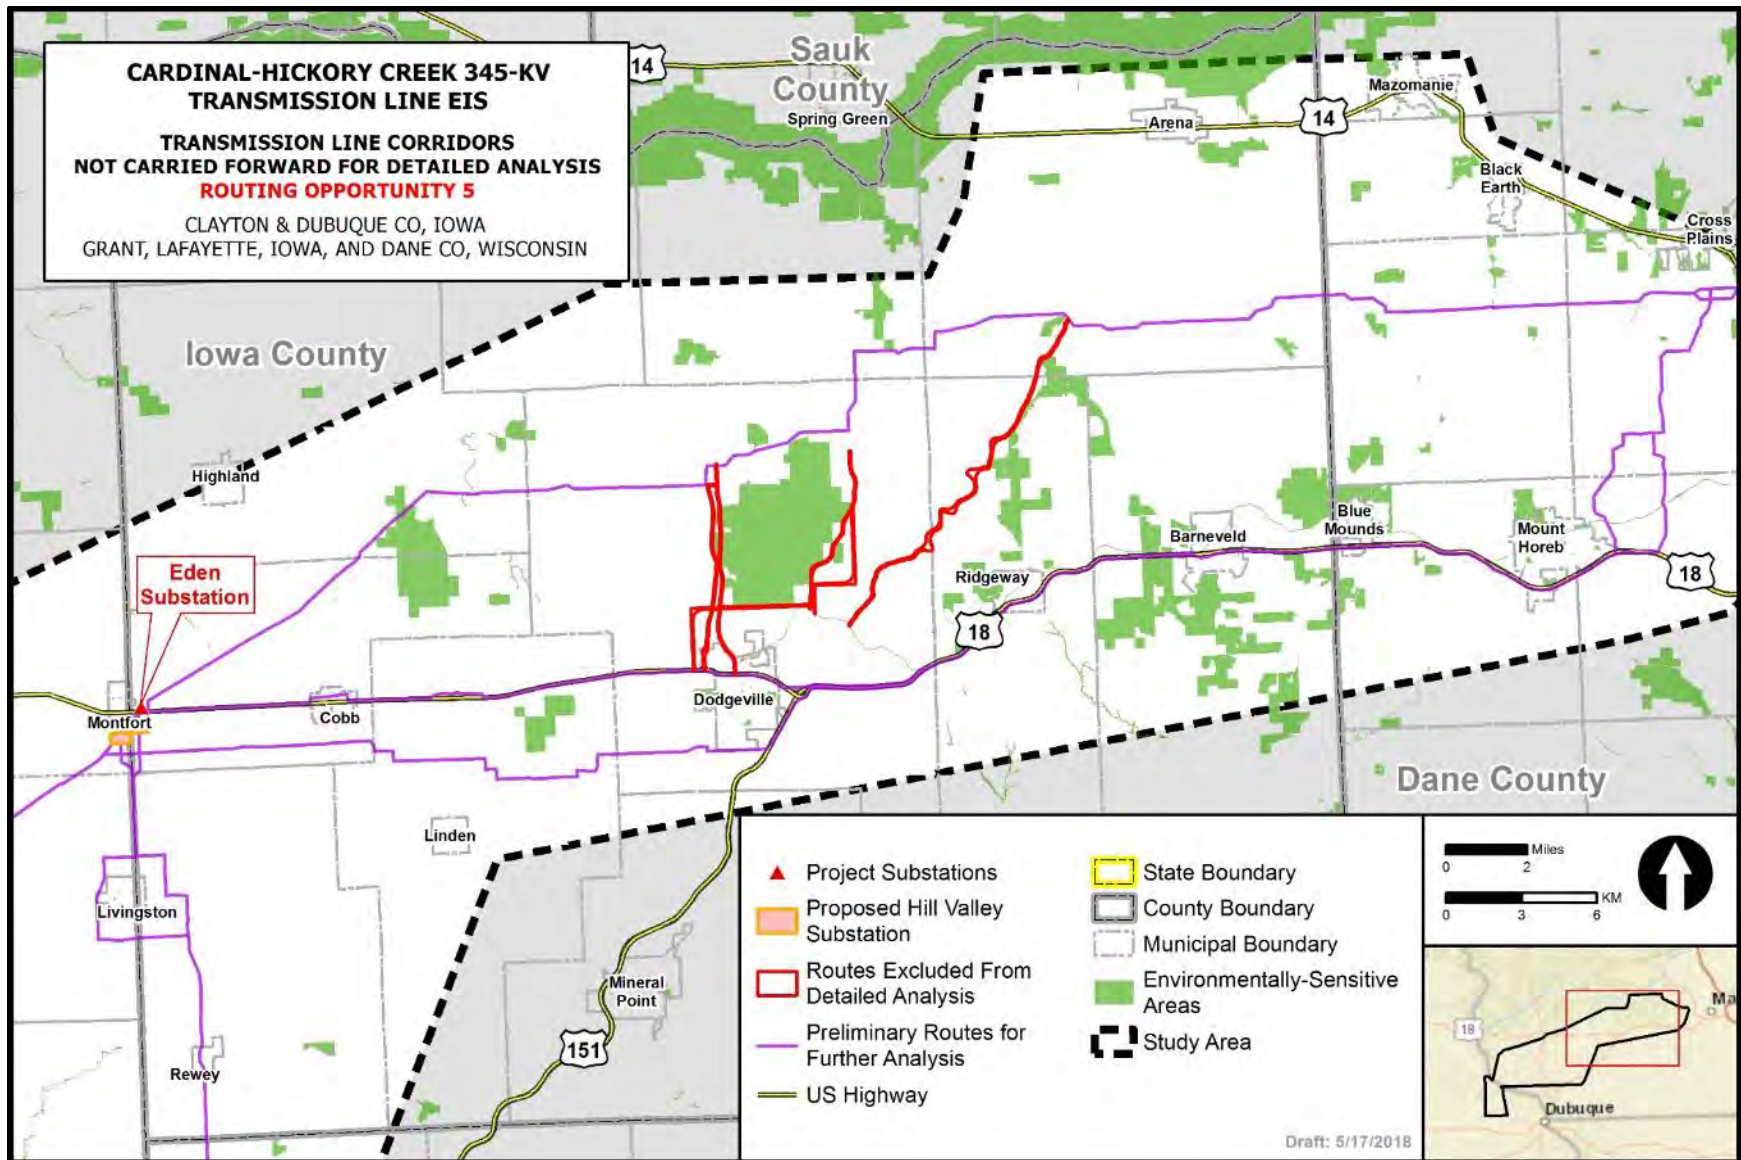 CARDINAL-HICKORY CREEK 345-KV
TRANSMISSION LINE EIS
TRANSMISSION LINE CORRIDORS
NOT CARRIED FORWARD FOR DETAILED ANALYSIS
ROUTING OPPORTUNITY 5
CLAYTON & DUBUQUE CO, IOWA
GRANT, LAFAYETTE, IOWA, AND DANE CO, WISCONSIN
14
Sauk
County
Spring Green
Arena
14
Mazomanie
Black
Earth
Cross
Plains
Iowa County
Highland
Eden
Substation
Montfort
Cobb
Dodgeville
Ridgeway
18
Barneveld
Blue
Mounds
Mount
Horeb
18
Dane County
Linden
Livingston
Rewey
Mineral
Point
151
Project Substations
Proposed Hill Valley
Substation
Routes Excluded From
Detailed Analysis
Preliminary Routes for
Further Analysis
US Highway
State Boundary
County Boundary
Municipal Boundary
Environmentally-Sensitive
Areas
Study Area
Draft: 5/17/2018
Miles
0 2
KM
0 3 6
18
Ma
Dubuque